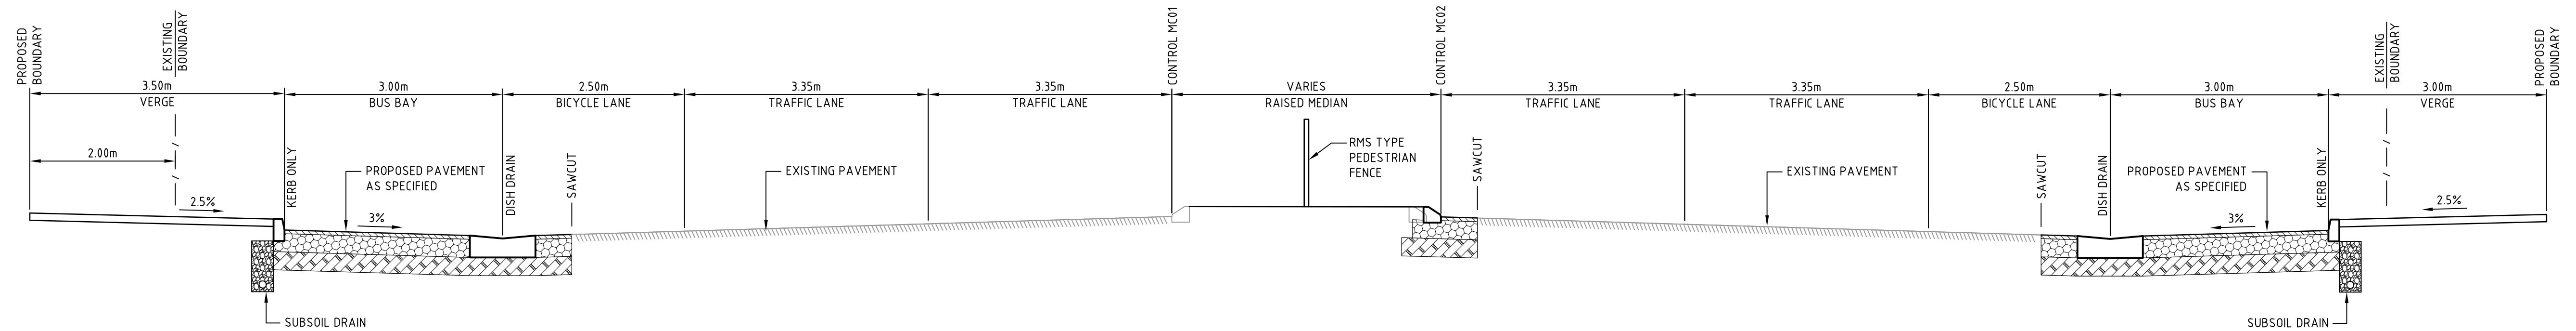 PROPOSED
BOUNDARY
EXISTING
BOUNDARY
CONTROL MC01
CONTROL MC02
EXISTING
BOUNDARY
PROPOSED
BOUNDARY
3.50m
VERGE
3.00m
BUS BAY
2.50m
BICYCLE LANE
3.35m
TRAFFIC LANE
3.35m
TRAFFIC LANE
VARIES
RAISED MEDIAN
3.35m
TRAFFIC LANE
3.35m
TRAFFIC LANE
2.50m
BICYCLE LANE
3.00m
BUS BAY
3.00m
VERGE
2.00m
2.5%
KERB ONLY
PROPOSED PAVEMENT
AS SPECIFIED
3%
DISH DRAIN
SAWCUT
EXISTING PAVEMENT
RMS TYPE
PEDESTRIAN
FENCE
SAWCUT
EXISTING PAVEMENT
SAWCUT
DISH DRAIN
PROPOSED PAVEMENT
AS SPECIFIED
3%
KERB ONLY
2.5%
SUBSOIL DRAIN
SUBSOIL DRAIN